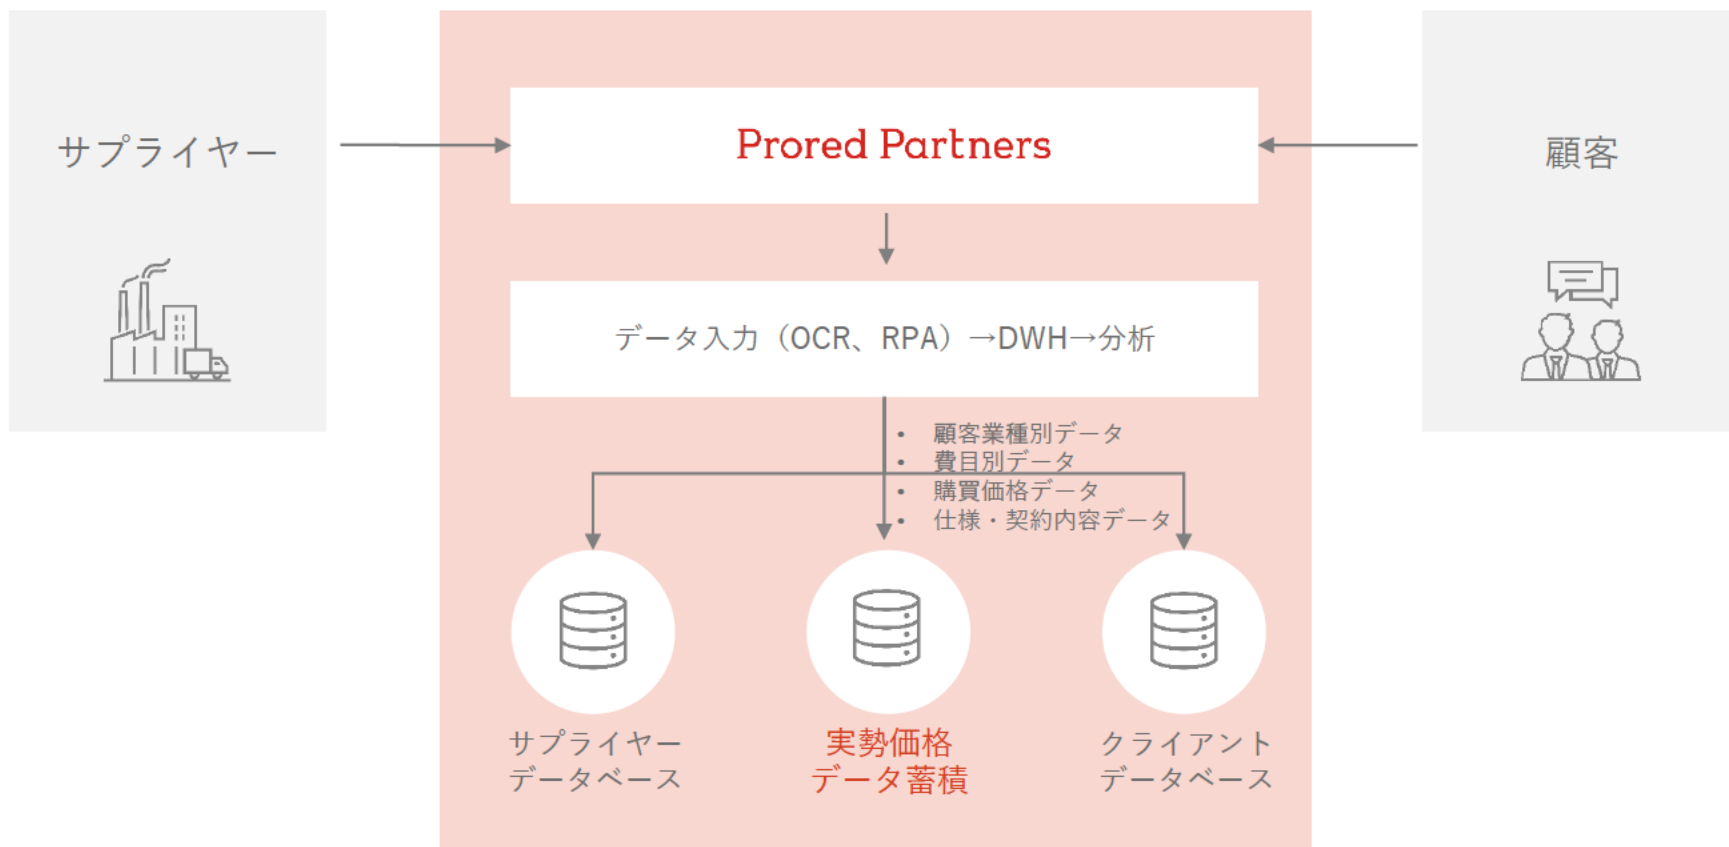 サプライヤー
Prored Partners
顧客
データ入力（OCR、RPA）→DWH→分析
• 顧客業種別データ
• 費目別データ
• 購買価格データ
• 仕様・契約内容データ
サプライヤー
データベース
実勢価格
データ蓄積
クライアント
データベース